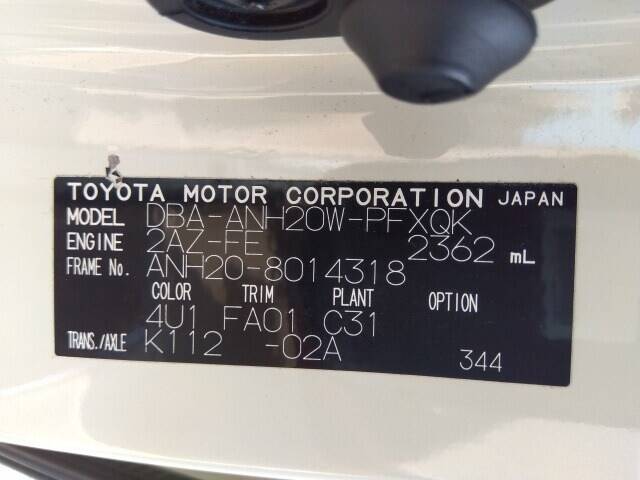 TOYOTA MOTOR CORPORATION JAPAN
MODEL DBA-ANH20W-PFXQK
ENGINE 2AZ-FE 2362 mL
FRAME No. ANH20-8014318
COLOR TRIM PLANT OPTION
4U1 FA01 C31
TRANS./AXLE K112 -02A 344